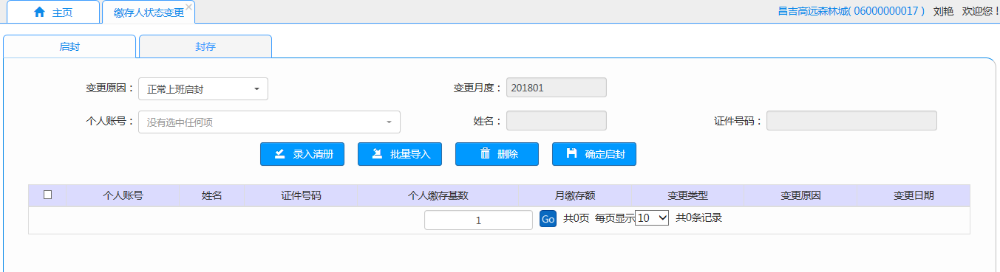 主页 缴存人状态变更 昌吉高远森林城( 06000000017 ) 刘艳 欢迎您！
启封 封存
变更原因： 正常上班启封 变更月度： 201801
个人账号： 没有选中任何项 姓名： 证件号码：
录入清册 批量导入 删除 确定启封
个人账号 姓名 证件号码 个人缴存基数 月缴存额 变更类型 变更原因 变更日期
1 Go 共0页 每页显示 10 共0条记录